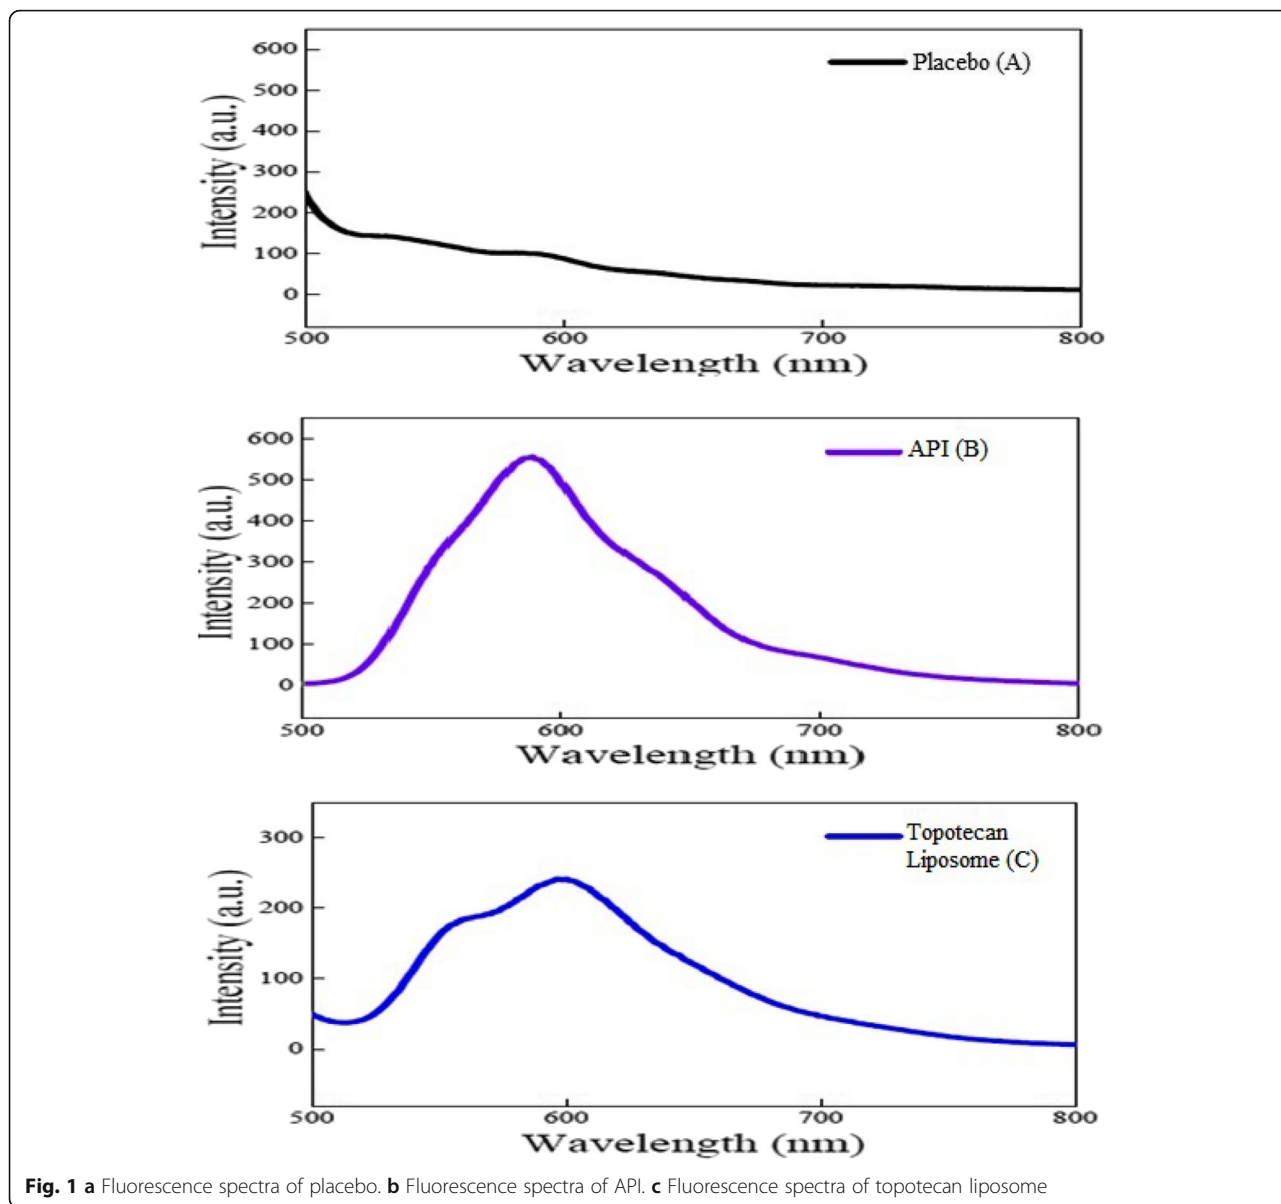 600
500
400
300
200
100
0
Intensity (a.u.)
Placebo (A)
500 600 700 800
Wavelength (nm)
600
500
400
300
200
100
0
Intensity (a.u.)
API (B)
500 600 700 800
Wavelength (nm)
300
200
100
0
Intensity (a.u.)
Topotecan
Liposome (C)
500 600 700 800
Wavelength (nm)
Fig. 1 a Fluorescence spectra of placebo. b Fluorescence spectra of API. c Fluorescence spectra of topotecan liposome